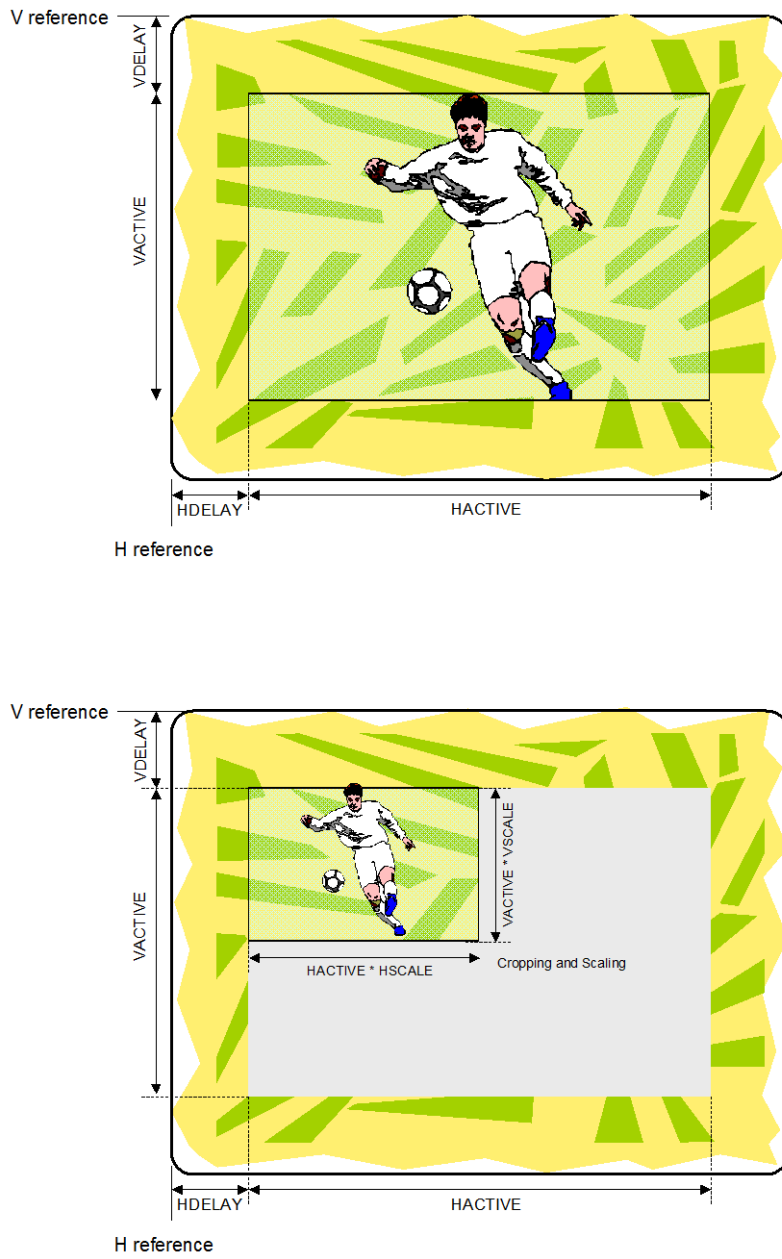 V reference
VDELAY
VACTIVE
HDELAY
HACTIVE
H reference
V reference
VDELAY
VACTIVE
VACTIVE * VSCALE
HACTIVE * HSCALE
Cropping and Scaling
HDELAY
HACTIVE
H reference